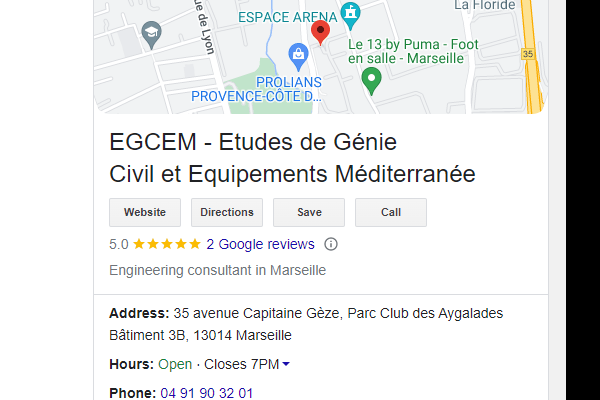 La Floride
ESPACE ARENA
ue de Lyon
Le 13 by Puma - Foot
en salle - Marseille
35
PROLIANS
PROVENCE-CÔTE D...
EGCEM - Etudes de Génie
Civil et Equipements Méditerranée
Website Directions Save Call
5.0 2 Google reviews
Engineering consultant in Marseille
Address: 35 avenue Capitaine Gèze, Parc Club des Aygalades
Bâtiment 3B, 13014 Marseille
Hours: Open · Closes 7PM
Phone: 04 91 90 32 01